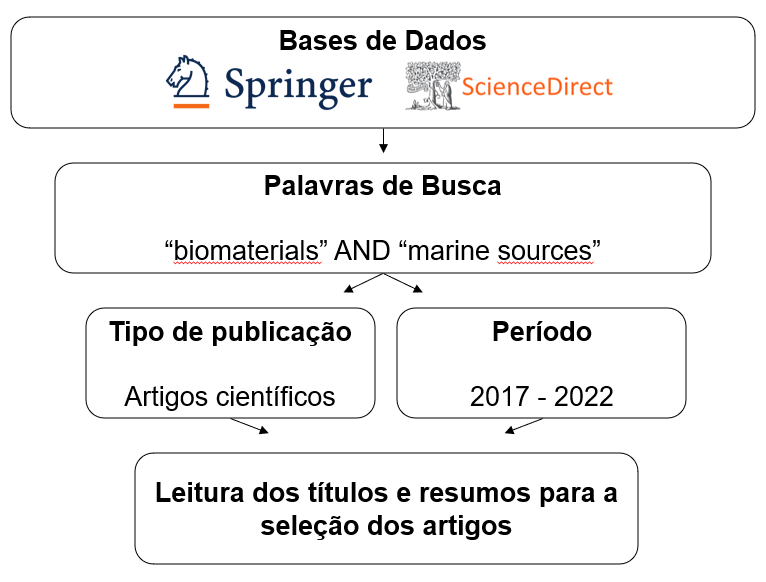 Bases de Dados
Springer ScienceDirect
Palavras de Busca
“biomaterials” AND “marine sources”
Tipo de publicação
Artigos científicos
Período
2017 - 2022
Leitura dos títulos e resumos para a
seleção dos artigos